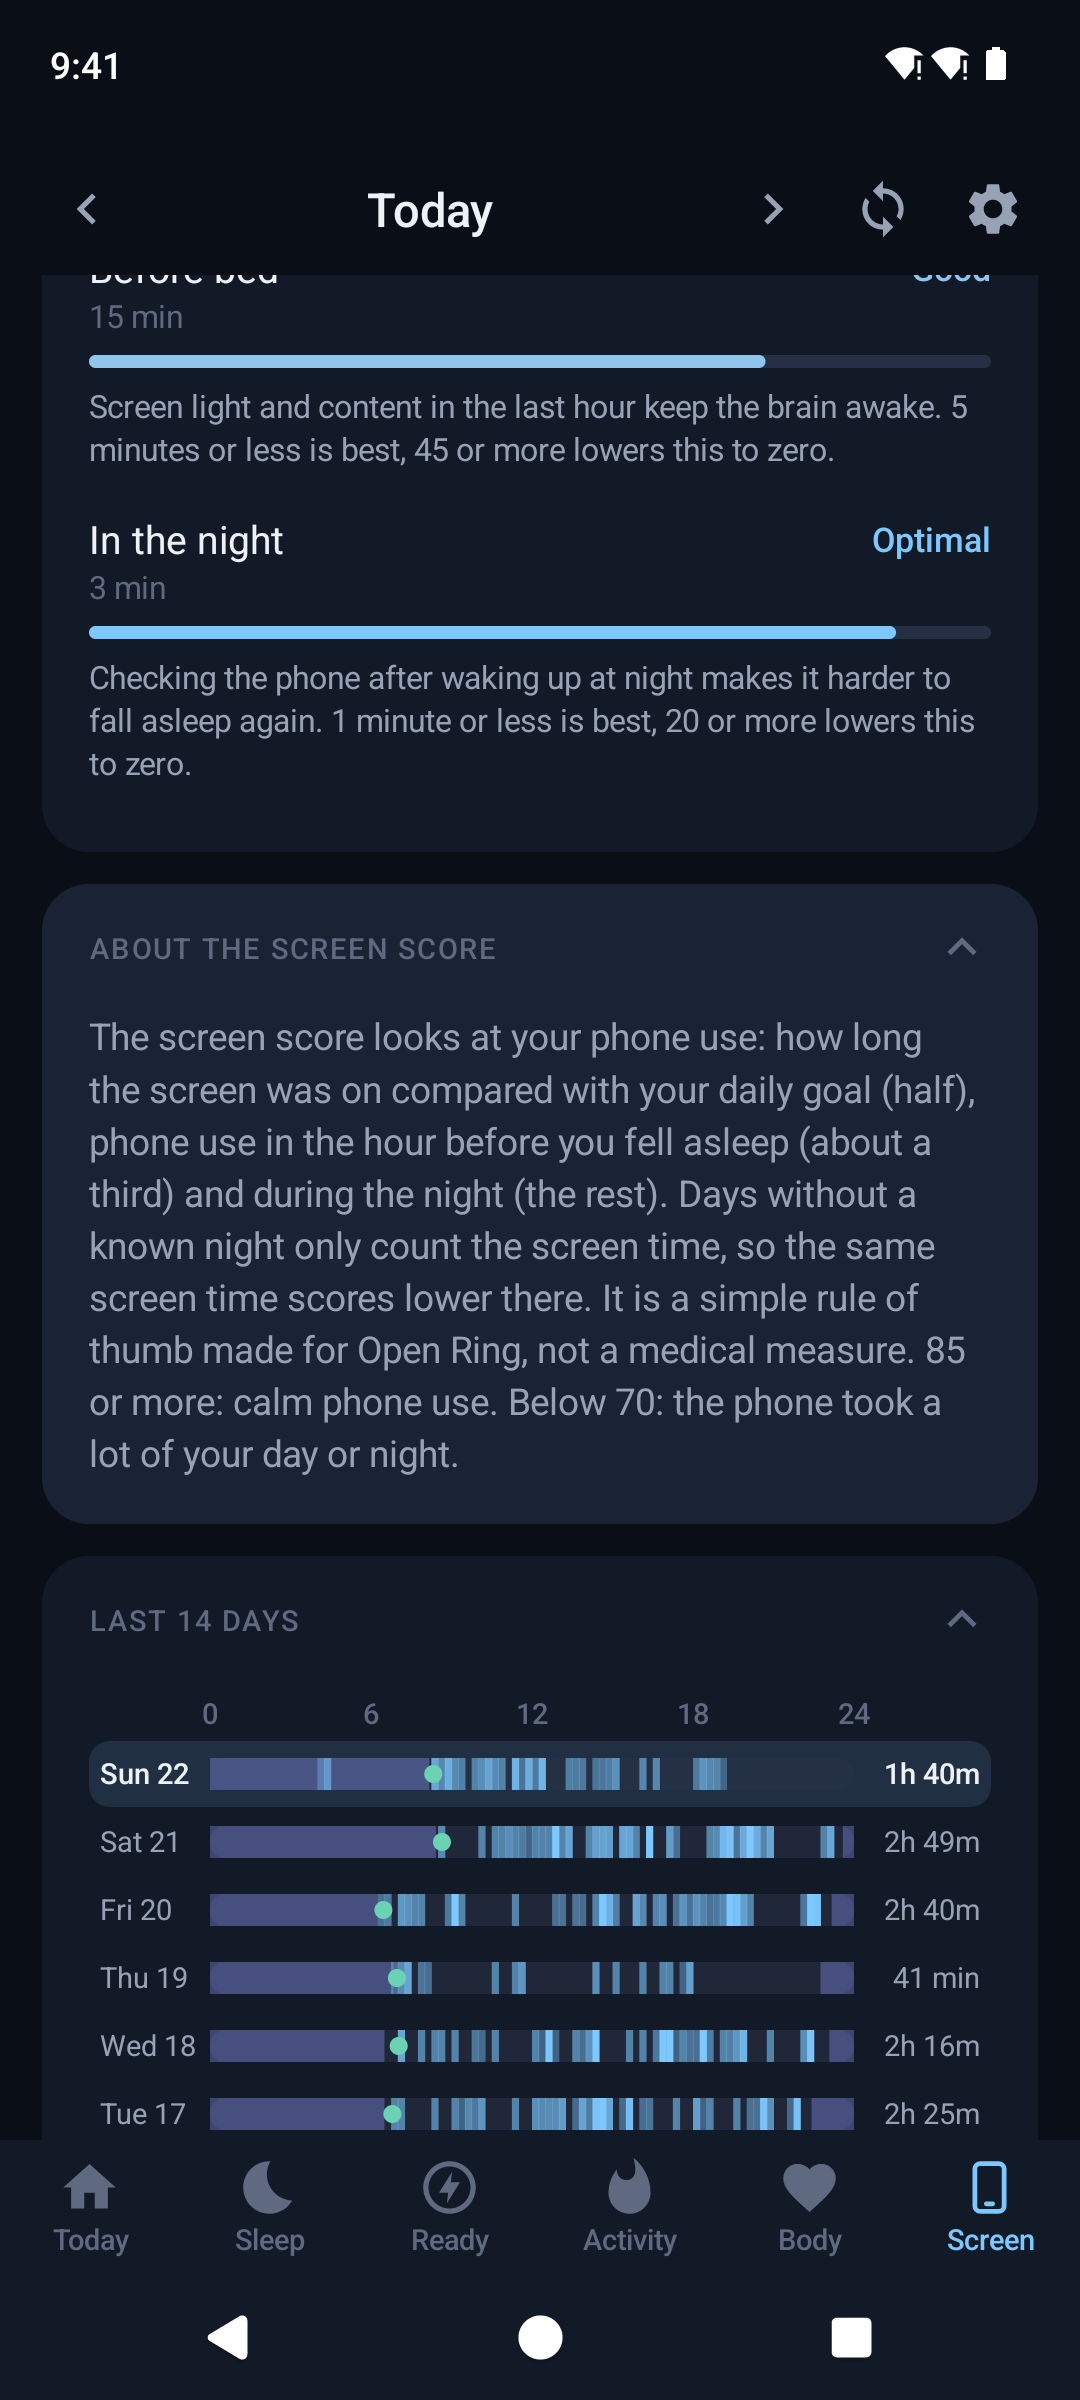 9:41
Today
Before bed
Good
15 min
Screen light and content in the last hour keep the brain awake. 5
minutes or less is best, 45 or more lowers this to zero.
In the night
Optimal
3 min
Checking the phone after waking up at night makes it harder to
fall asleep again. 1 minute or less is best, 20 or more lowers this
to zero.
ABOUT THE SCREEN SCORE
The screen score looks at your phone use: how long
the screen was on compared with your daily goal (half),
phone use in the hour before you fell asleep (about a
third) and during the night (the rest). Days without a
known night only count the screen time, so the same
screen time scores lower there. It is a simple rule of
thumb made for Open Ring, not a medical measure. 85
or more: calm phone use. Below 70: the phone took a
lot of your day or night.
LAST 14 DAYS
0 6 12 18 24
Sun 22 1h 40m
Sat 21 2h 49m
Fri 20 2h 40m
Thu 19 41 min
Wed 18 2h 16m
Tue 17 2h 25m
Today Sleep Ready Activity Body Screen